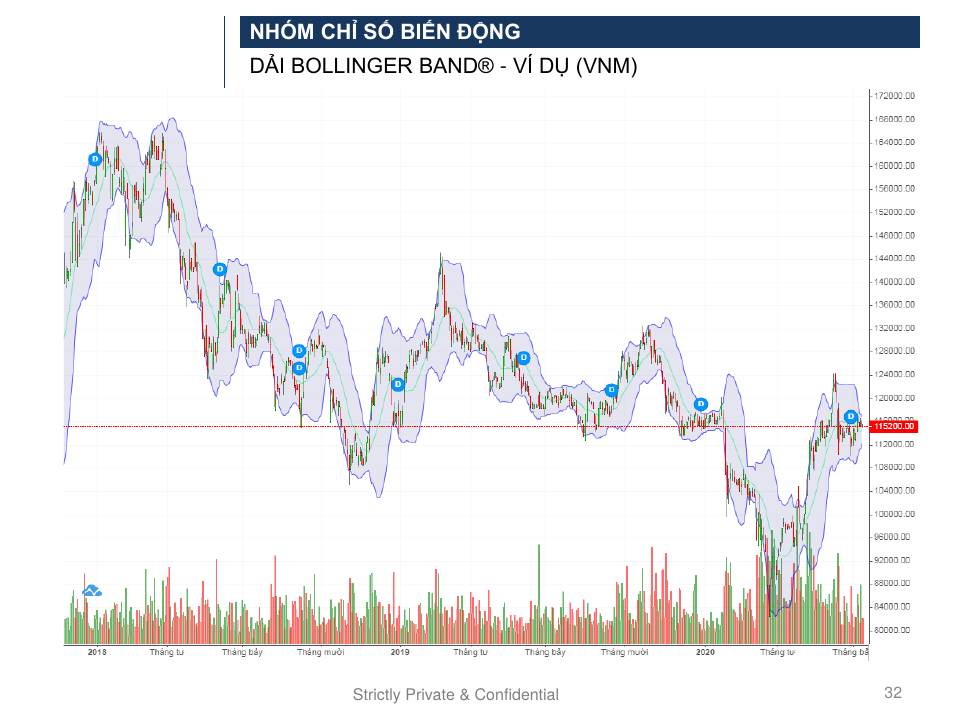 NHÓM CHỈ SỐ BIẾN ĐỘNG
DẢI BOLLINGER BAND® - VÍ DỤ (VNM)
172000.00
168000.00
164000.00
160000.00
156000.00
152000.00
148000.00
144000.00
140000.00
136000.00
132000.00
128000.00
124000.00
120000.00
116000.00
115200.00
112000.00
108000.00
104000.00
100000.00
96000.00
92000.00
88000.00
84000.00
80000.00
D
D
D
D
D
D
D
D
D
2018 Tháng tư Tháng bảy Tháng mười 2019 Tháng tư Tháng bảy Tháng mười 2020 Tháng tư Tháng bả
Strictly Private & Confidential
32